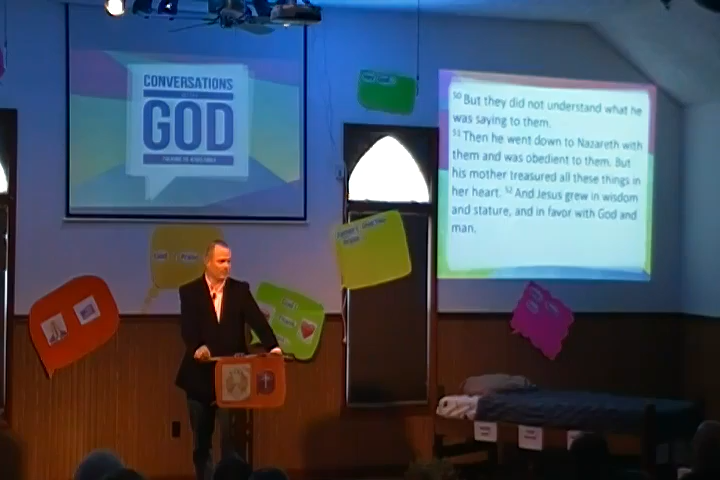 CONVERSATIONS
GOD
50 But they did not understand what he
was saying to them.
51 Then he went down to Nazareth with
them and was obedient to them. But
his mother treasured all these things in
her heart. 52 And Jesus grew in wisdom
and stature, and in favor with God and
man.